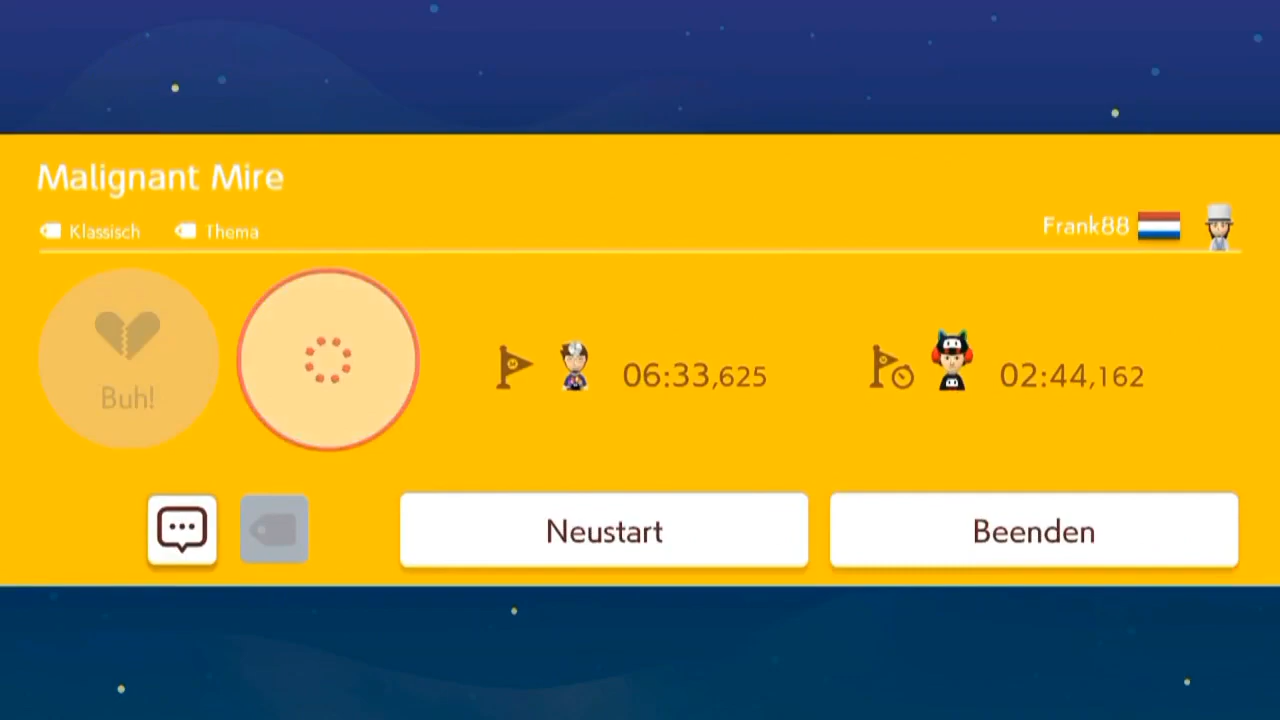 Malignant Mire
Klassisch Thema
Frank88
Buh!
06:33,625
02:44,162
Neustart
Beenden